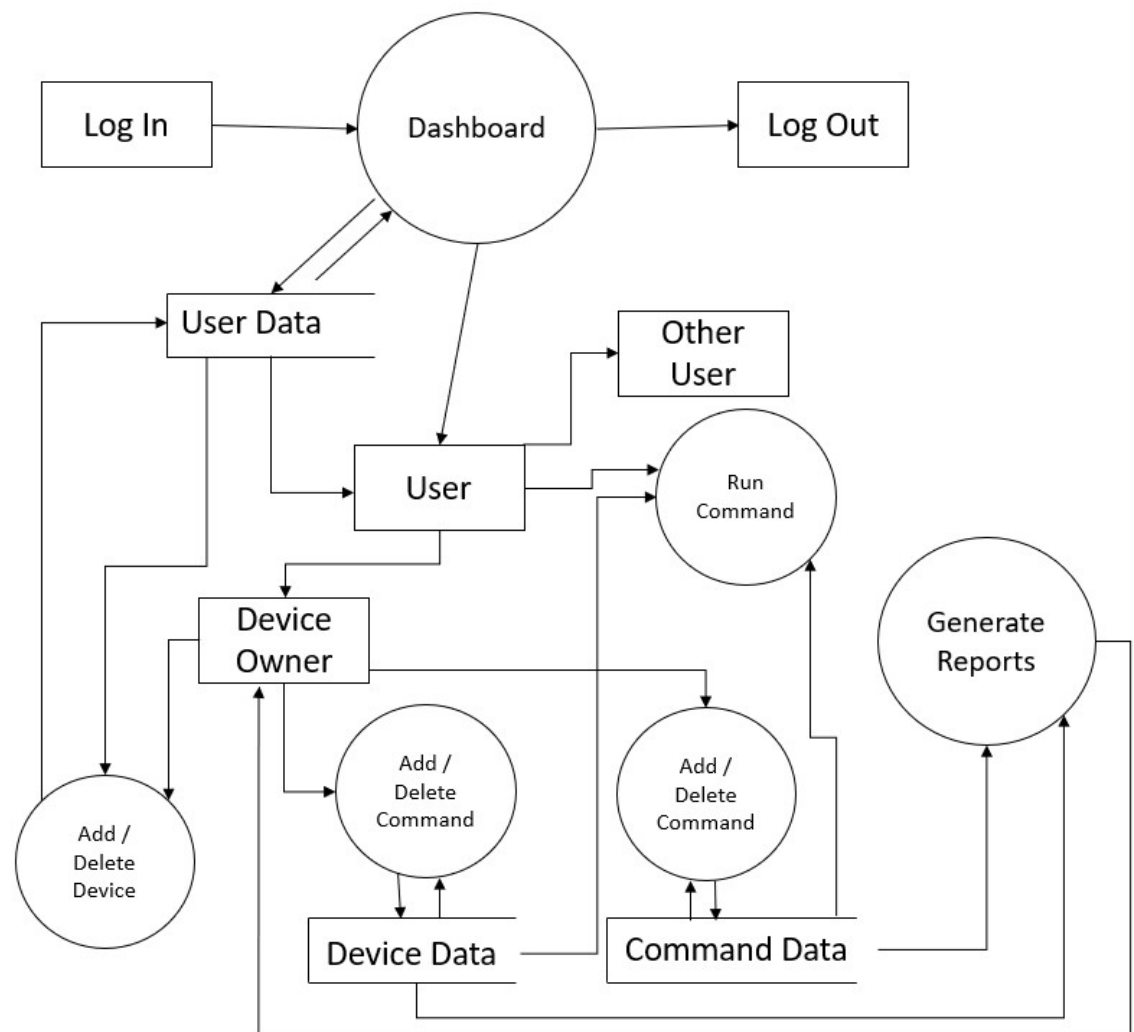 Log In
Dashboard
Log Out
User Data
Other
User
User
Run
Command
Device
Owner
Generate
Reports
Add /
Delete
Command
Add /
Delete
Command
Add /
Delete
Device
Device Data
Command Data